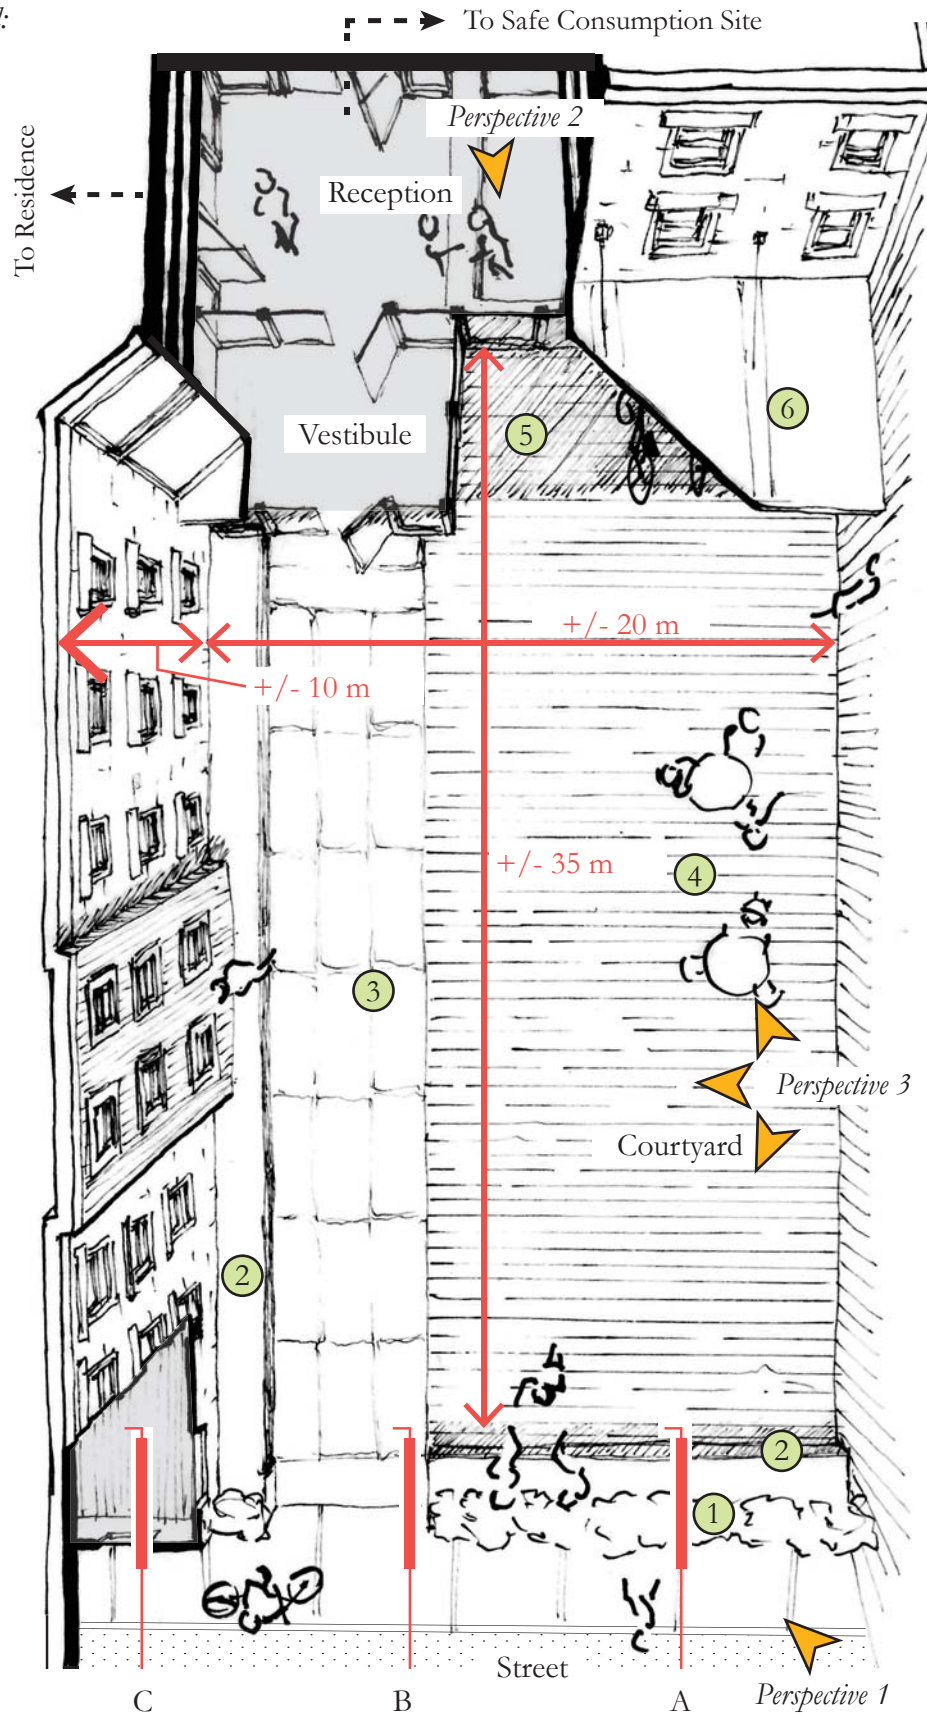 l:
To Safe Consumption Site
Perspective 2
To Residence
Reception
6
5
Vestibule
+/- 20 m
+/- 10 m
+/- 35 m
4
3
Perspective 3
Courtyard
2
2
1
Street
C
B
A
Perspective 1